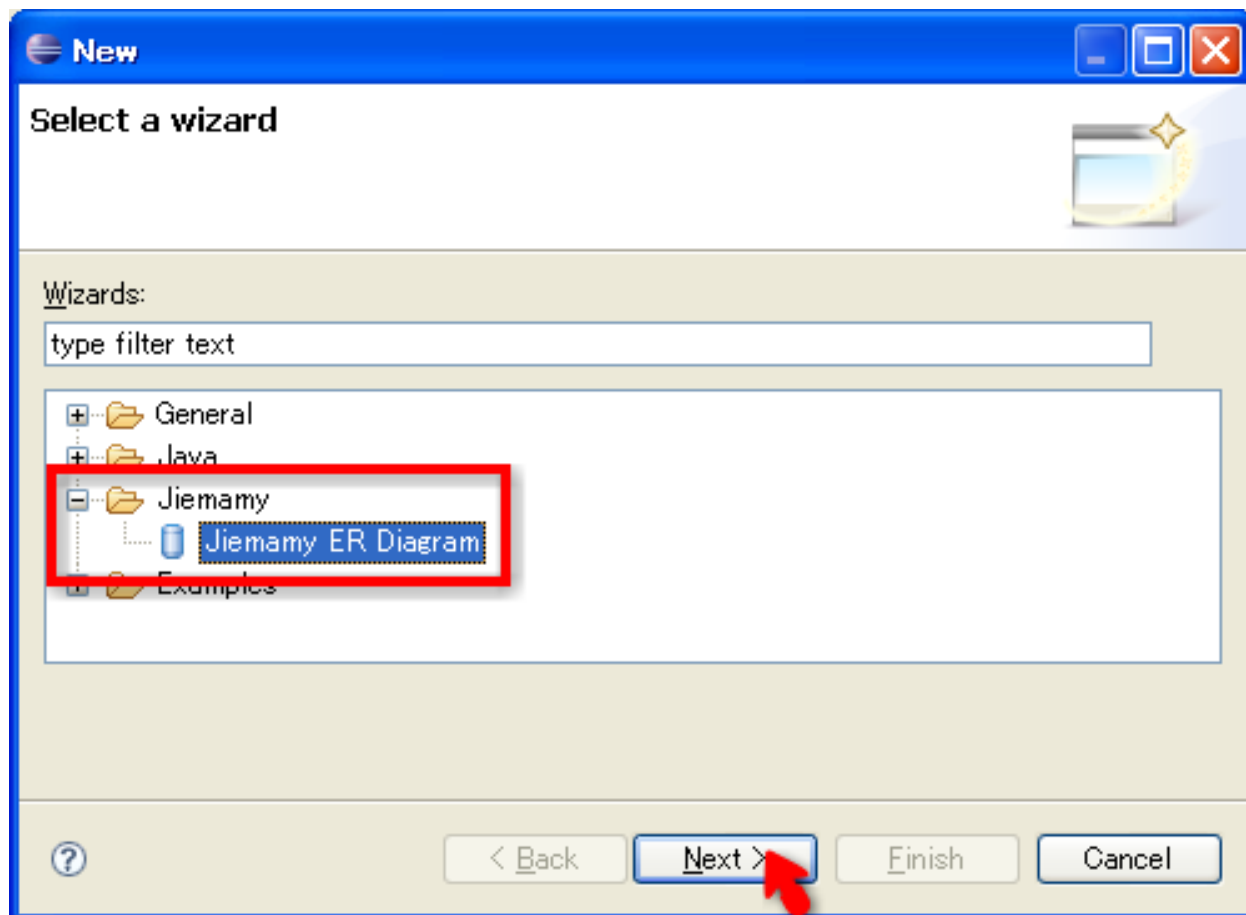 New
Select a wizard
Wizards:
type filter text
General
Java
Jiemamy
Jiemamy ER Diagram
Examples
< Back Next > Finish Cancel